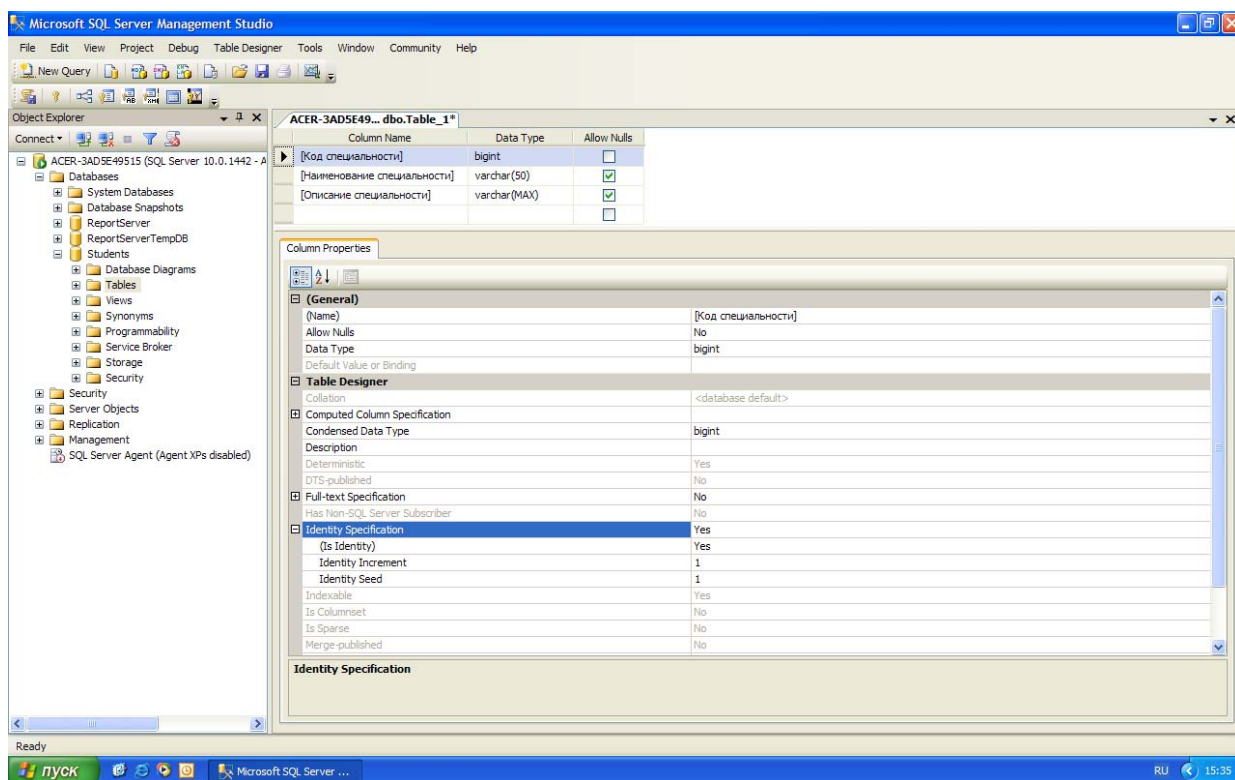 Microsoft SQL Server Management Studio
File Edit View Project Debug Table Designer Tools Window Community Help
New Query
Object Explorer
Connect
ACER-3AD5E49515 (SQL Server 10.0.1442 - A
Databases
System Databases
Database Snapshots
ReportServer
ReportServerTempDB
Students
Database Diagrams
Tables
Views
Synonyms
Programmability
Service Broker
Storage
Security
Security
Server Objects
Replication
Management
SQL Server Agent (Agent XPs disabled)
ACER-3AD5E49... dbo.Table_1*
Column Name Data Type Allow Nulls
[Код специальности] bigint
[Наименование специальности] varchar(50)
[Описание специальности] varchar(MAX)
Column Properties
(General)
(Name) [Код специальности]
Allow Nulls No
Data Type bigint
Default Value or Binding
Table Designer
Collation <database default>
Computed Column Specification
Condensed Data Type bigint
Description
Deterministic Yes
DTS-published No
Full-text Specification No
Has Non-SQL Server Subscriber No
Identity Specification Yes
(Is Identity) Yes
Identity Increment 1
Identity Seed 1
Indexable Yes
Is Columnset No
Is Sparse No
Merge-published No
Identity Specification
Ready
пуск Microsoft SQL Server ... RU 15:35